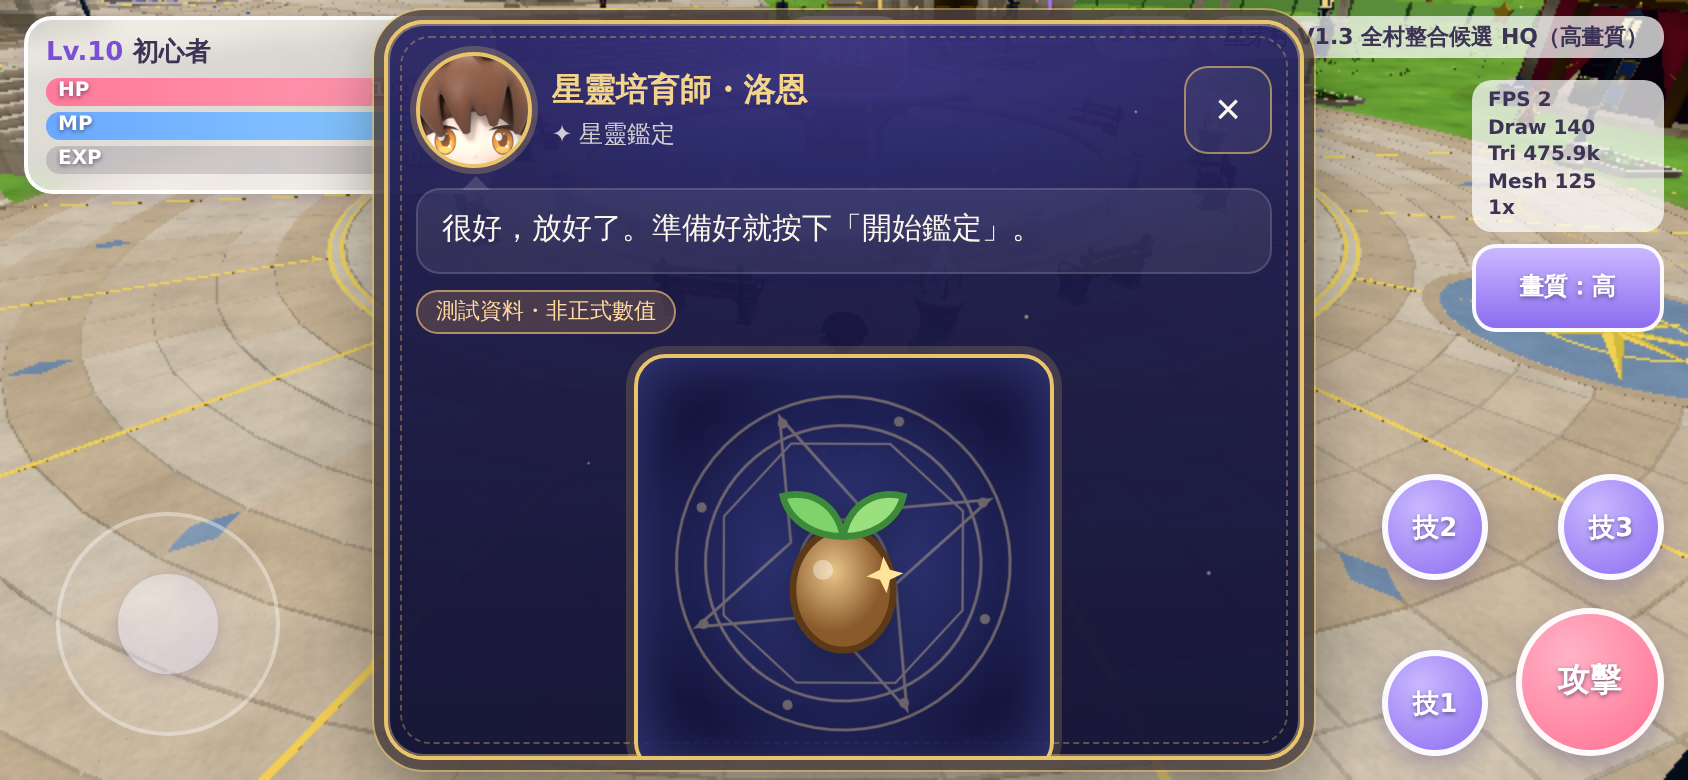 Lv.10 初心者
HP
MP
EXP
星靈培育師・洛恩
✦ 星靈鑑定
×
很好，放好了。準備好就按下「開始鑑定」。
測試資料・非正式數值
V1.3 全村整合候選 HQ（高畫質）
FPS 2
Draw 140
Tri 475.9k
Mesh 125
1x
畫質：高
技2
技3
技1
攻擊